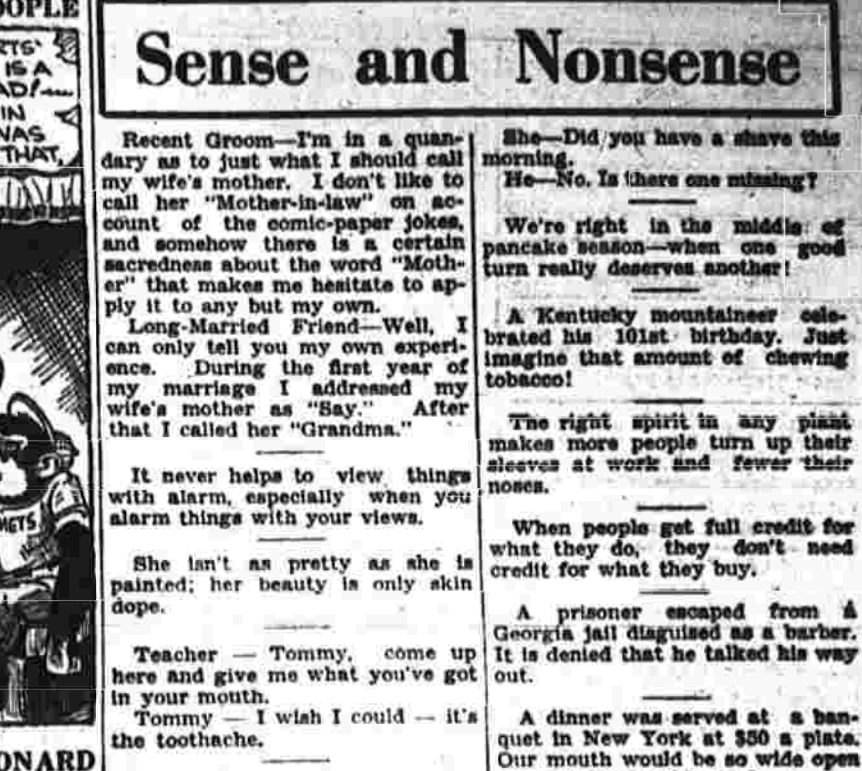 OOPLE
RTS'
IS A
AD!
IN
WAS
THAT,
METS
ONARD
Sense and Nonsense
Recent Groom—I'm in a quan-
dary as to just what I should call
my wife's mother. I don't like to
call her "Mother-in-law" on ac-
count of the comic-paper jokes,
and somehow there is a certain
sacredness about the word "Moth-
er" that makes me hesitate to ap-
ply it to any but my own.
Long-Married Friend—Well, I
can only tell you my own experi-
ence. During the first year of
my marriage I addressed my
wife's mother as "Say." After
that I called her "Grandma."
It never helps to view things
with alarm, especially when you
alarm things with your views.
She isn't as pretty as she is
painted; her beauty is only skin
dope.
Teacher — Tommy, come up
here and give me what you've got
in your mouth.
Tommy — I wish I could — it's
the toothache.
She—Did you have a shave this
morning.
He—No. Is there one missing?
We're right in the middle of
pancake season—when one good
turn really deserves another!
A Kentucky mountaineer cele-
brated his 101st birthday. Just
imagine that amount of chewing
tobacco!
The right spirit in any plant
makes more people turn up their
sleeves at work and fewer their
noses.
When people get full credit for
what they do, they don't need
credit for what they buy.
A prisoner escaped from a
Georgia jail disguised as a barber.
It is denied that he talked his way
out.
A dinner was served at a ban-
quet in New York at $50 a plate.
Our mouth would be so wide open